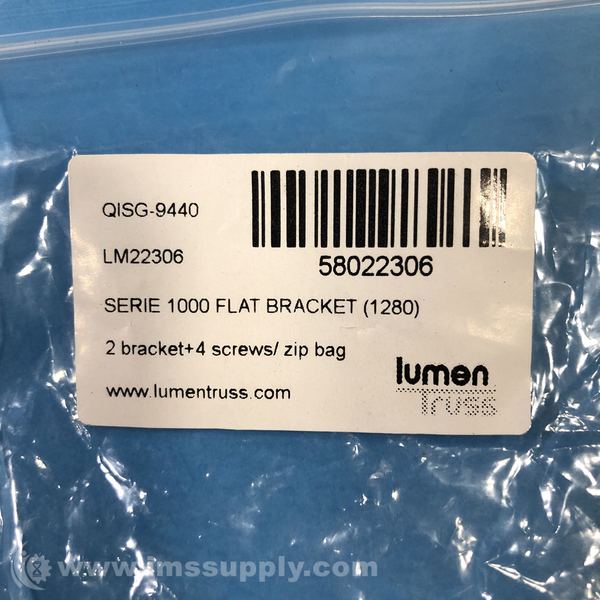 QISG-9440
LM22306
58022306
SERIE 1000 FLAT BRACKET (1280)
2 bracket+4 screws/ zip bag
www.lumentruss.com
lumen
Truss
www.imssupply.com